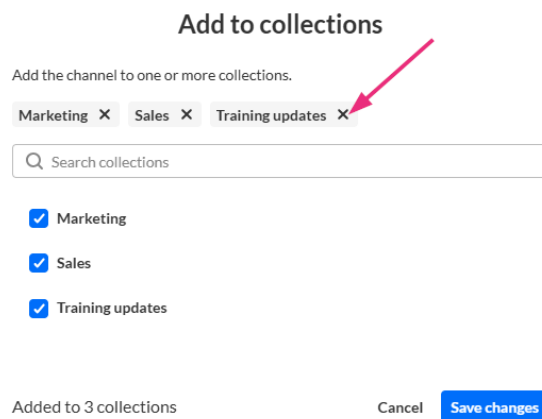 Add to collections
Add the channel to one or more collections.
Marketing Sales Training updates
Search collections
Marketing
Sales
Training updates
Added to 3 collections Cancel Save changes